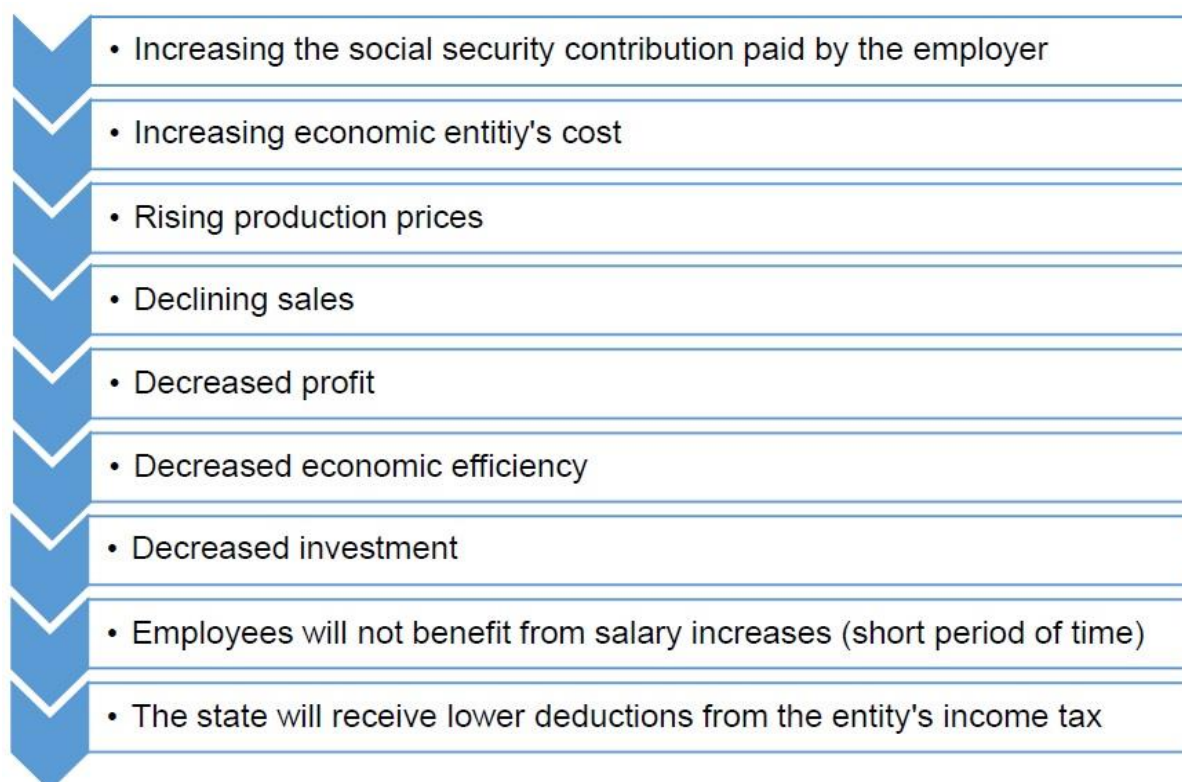 • Increasing the social security contribution paid by the employer
• Increasing economic entitiy's cost
• Rising production prices
• Declining sales
• Decreased profit
• Decreased economic efficiency
• Decreased investment
• Employees will not benefit from salary increases (short period of time)
• The state will receive lower deductions from the entity's income tax